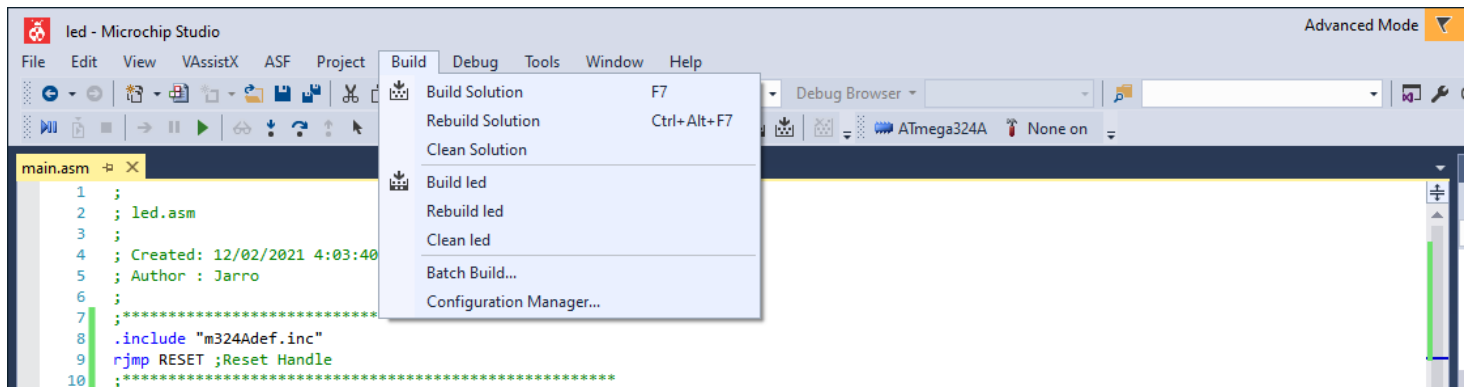 led - Microchip Studio
Advanced Mode
File Edit View VAssistX ASF Project Build Debug Tools Window Help
Build Solution F7
Debug Browser
Rebuild Solution Ctrl+Alt+F7
ATmega324A None on
Clean Solution
main.asm
Build led
Rebuild led
Clean led
Batch Build...
Configuration Manager...
1 ;
2 ; led.asm
3 ;
4 ; Created: 12/02/2021 4:03:40
5 ; Author : Jarro
6 ;
7 ;*****************************
8 .include "m324Adef.inc"
9 rjmp RESET ;Reset Handle
10 ;******************************************************